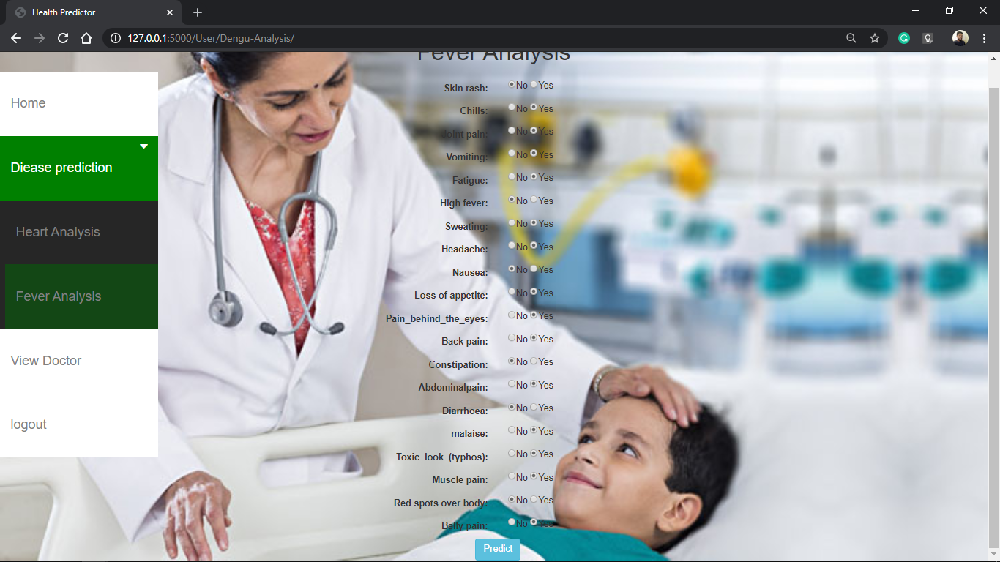 Health Predictor
127.0.0.1:5000/User/Dengu-Analysis/
Fever Analysis
Home
Diease prediction
Heart Analysis
Fever Analysis
View Doctor
logout
Skin rash: No Yes
Chills: No Yes
Joint pain: No Yes
Vomiting: No Yes
Fatigue: No Yes
High fever: No Yes
Sweating: No Yes
Headache: No Yes
Nausea: No Yes
Loss of appetite: No Yes
Pain_behind_the_eyes: No Yes
Back pain: No Yes
Constipation: No Yes
Abdominalpain: No Yes
Diarrhoea: No Yes
malaise: No Yes
Toxic_look_(typhos): No Yes
Muscle pain: No Yes
Red spots over body: No Yes
Belly pain: No Yes
Predict